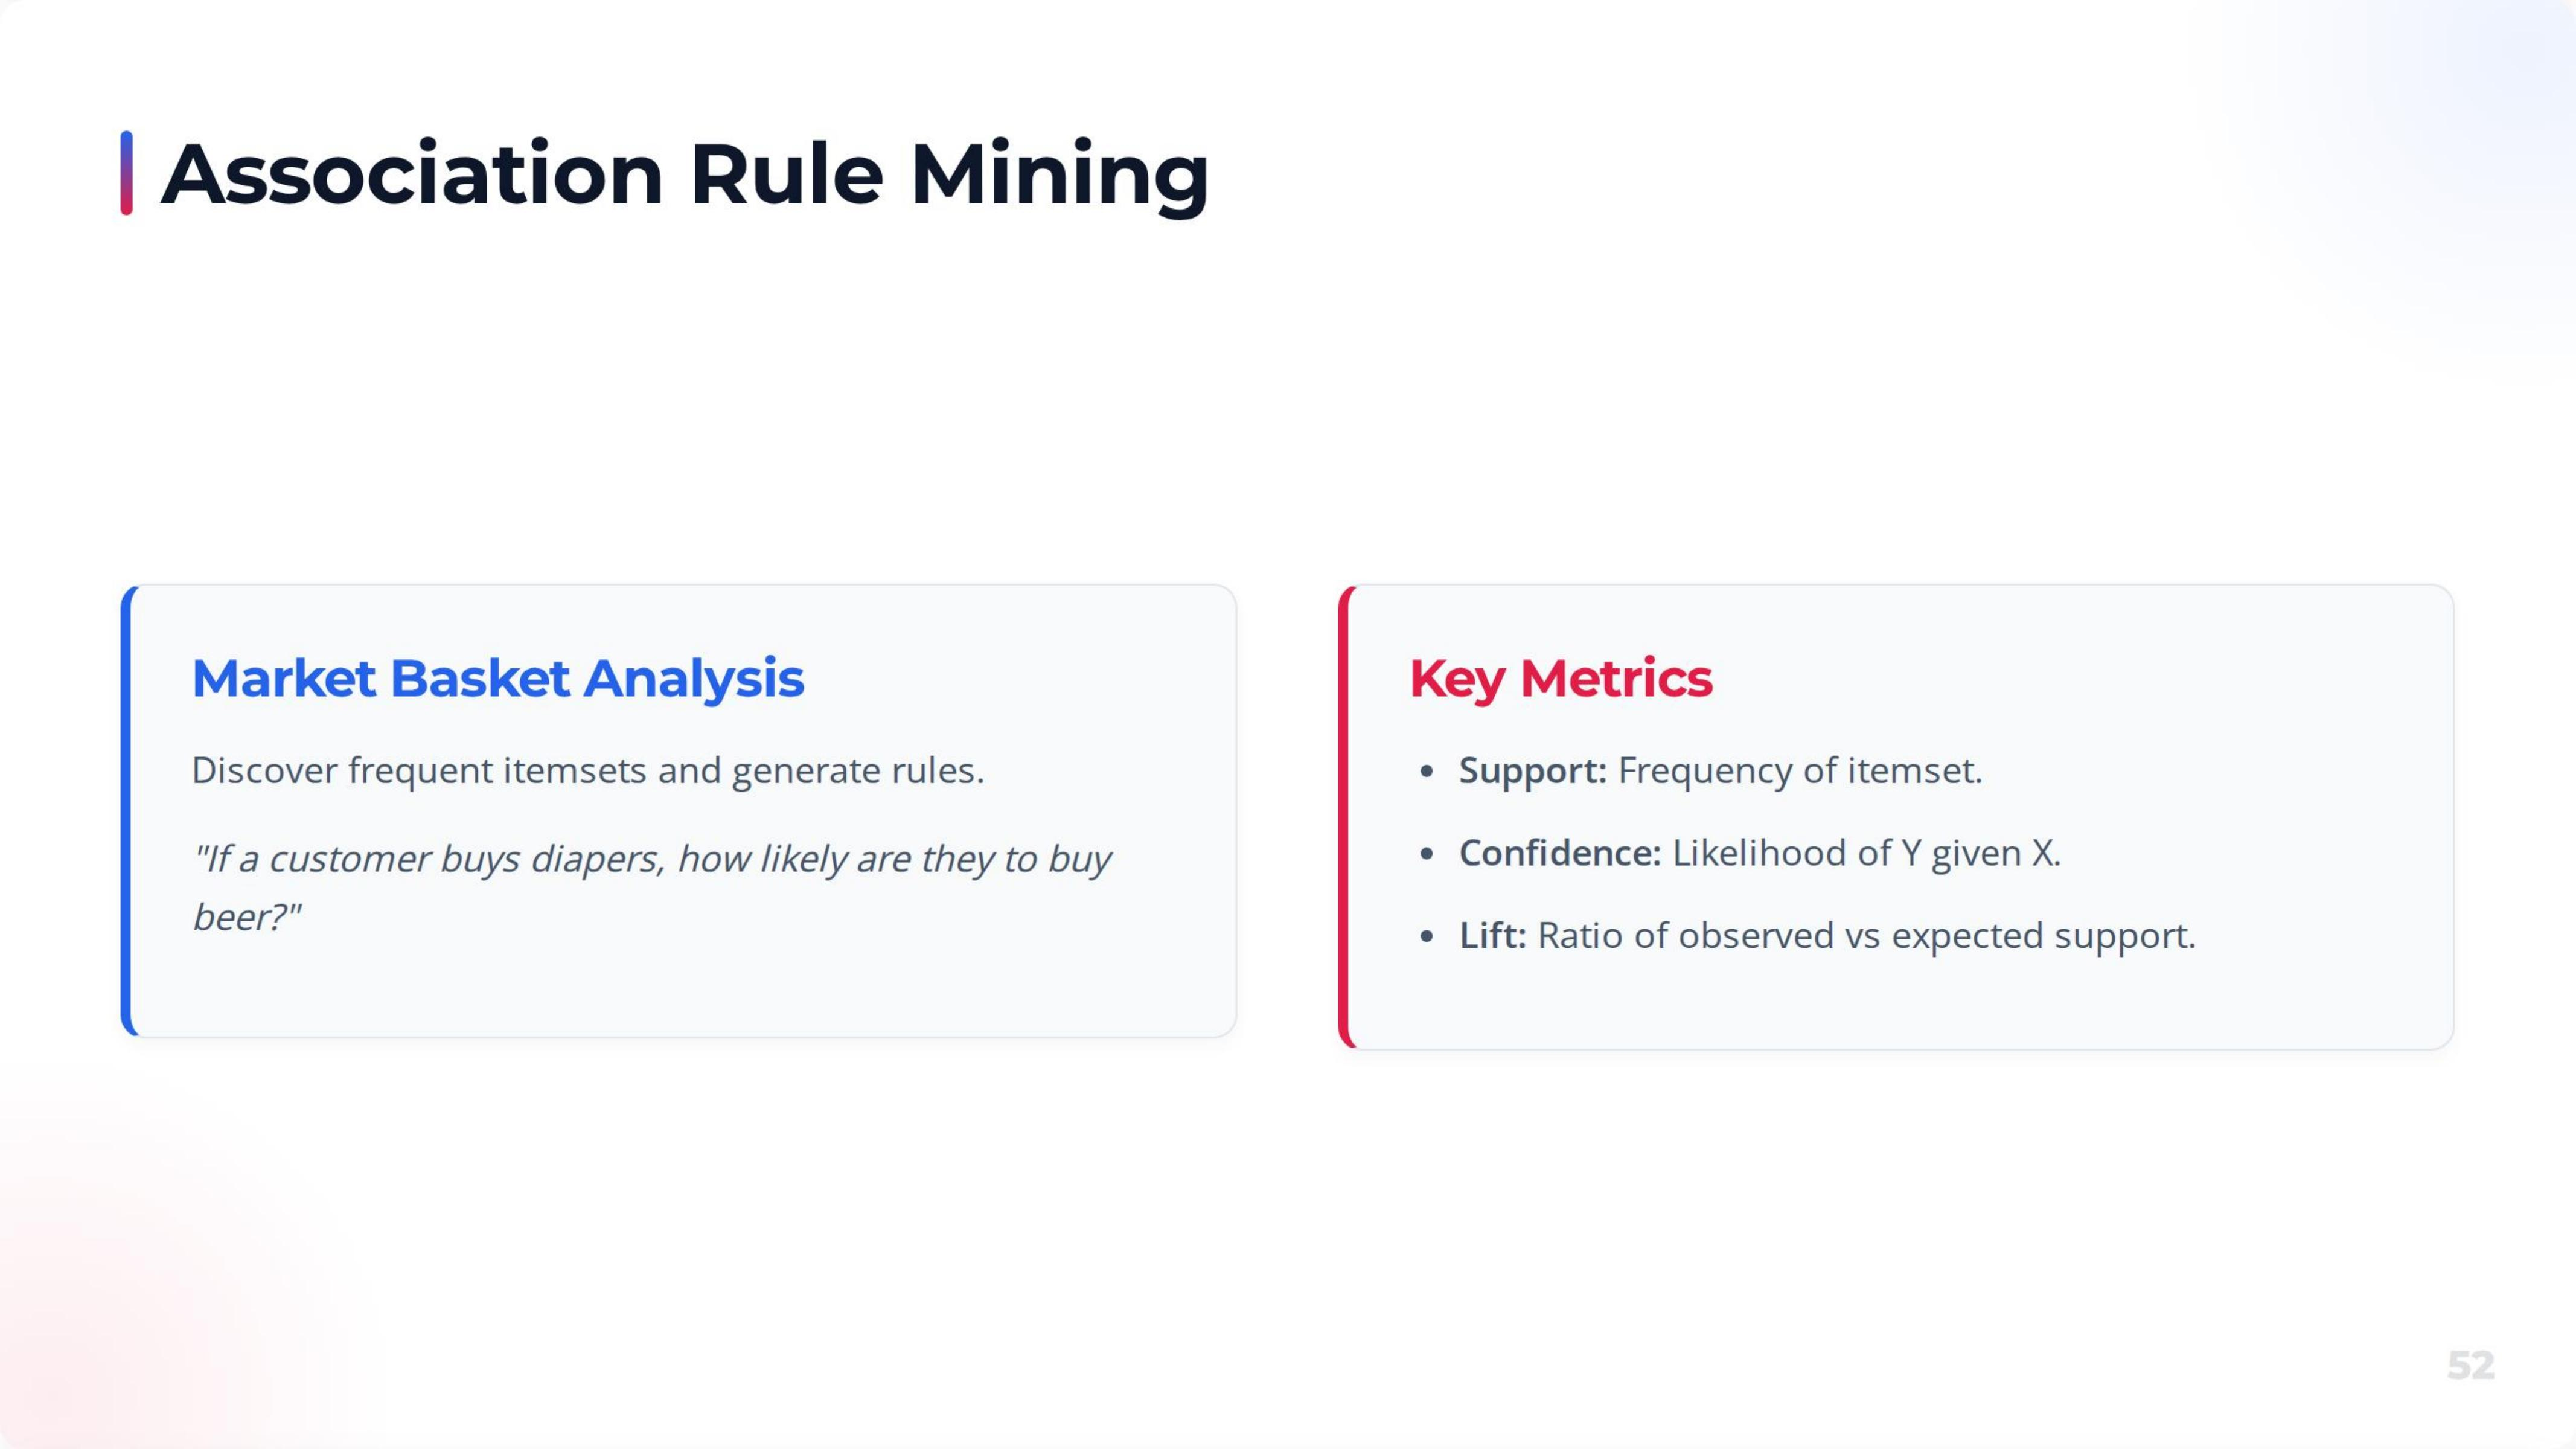 Association Rule Mining
Market Basket Analysis
Discover frequent itemsets and generate rules.
"If a customer buys diapers, how likely are they to buy
beer?"
Key Metrics
• Support: Frequency of itemset.
• Confidence: Likelihood of Y given X.
• Lift: Ratio of observed vs expected support.
52